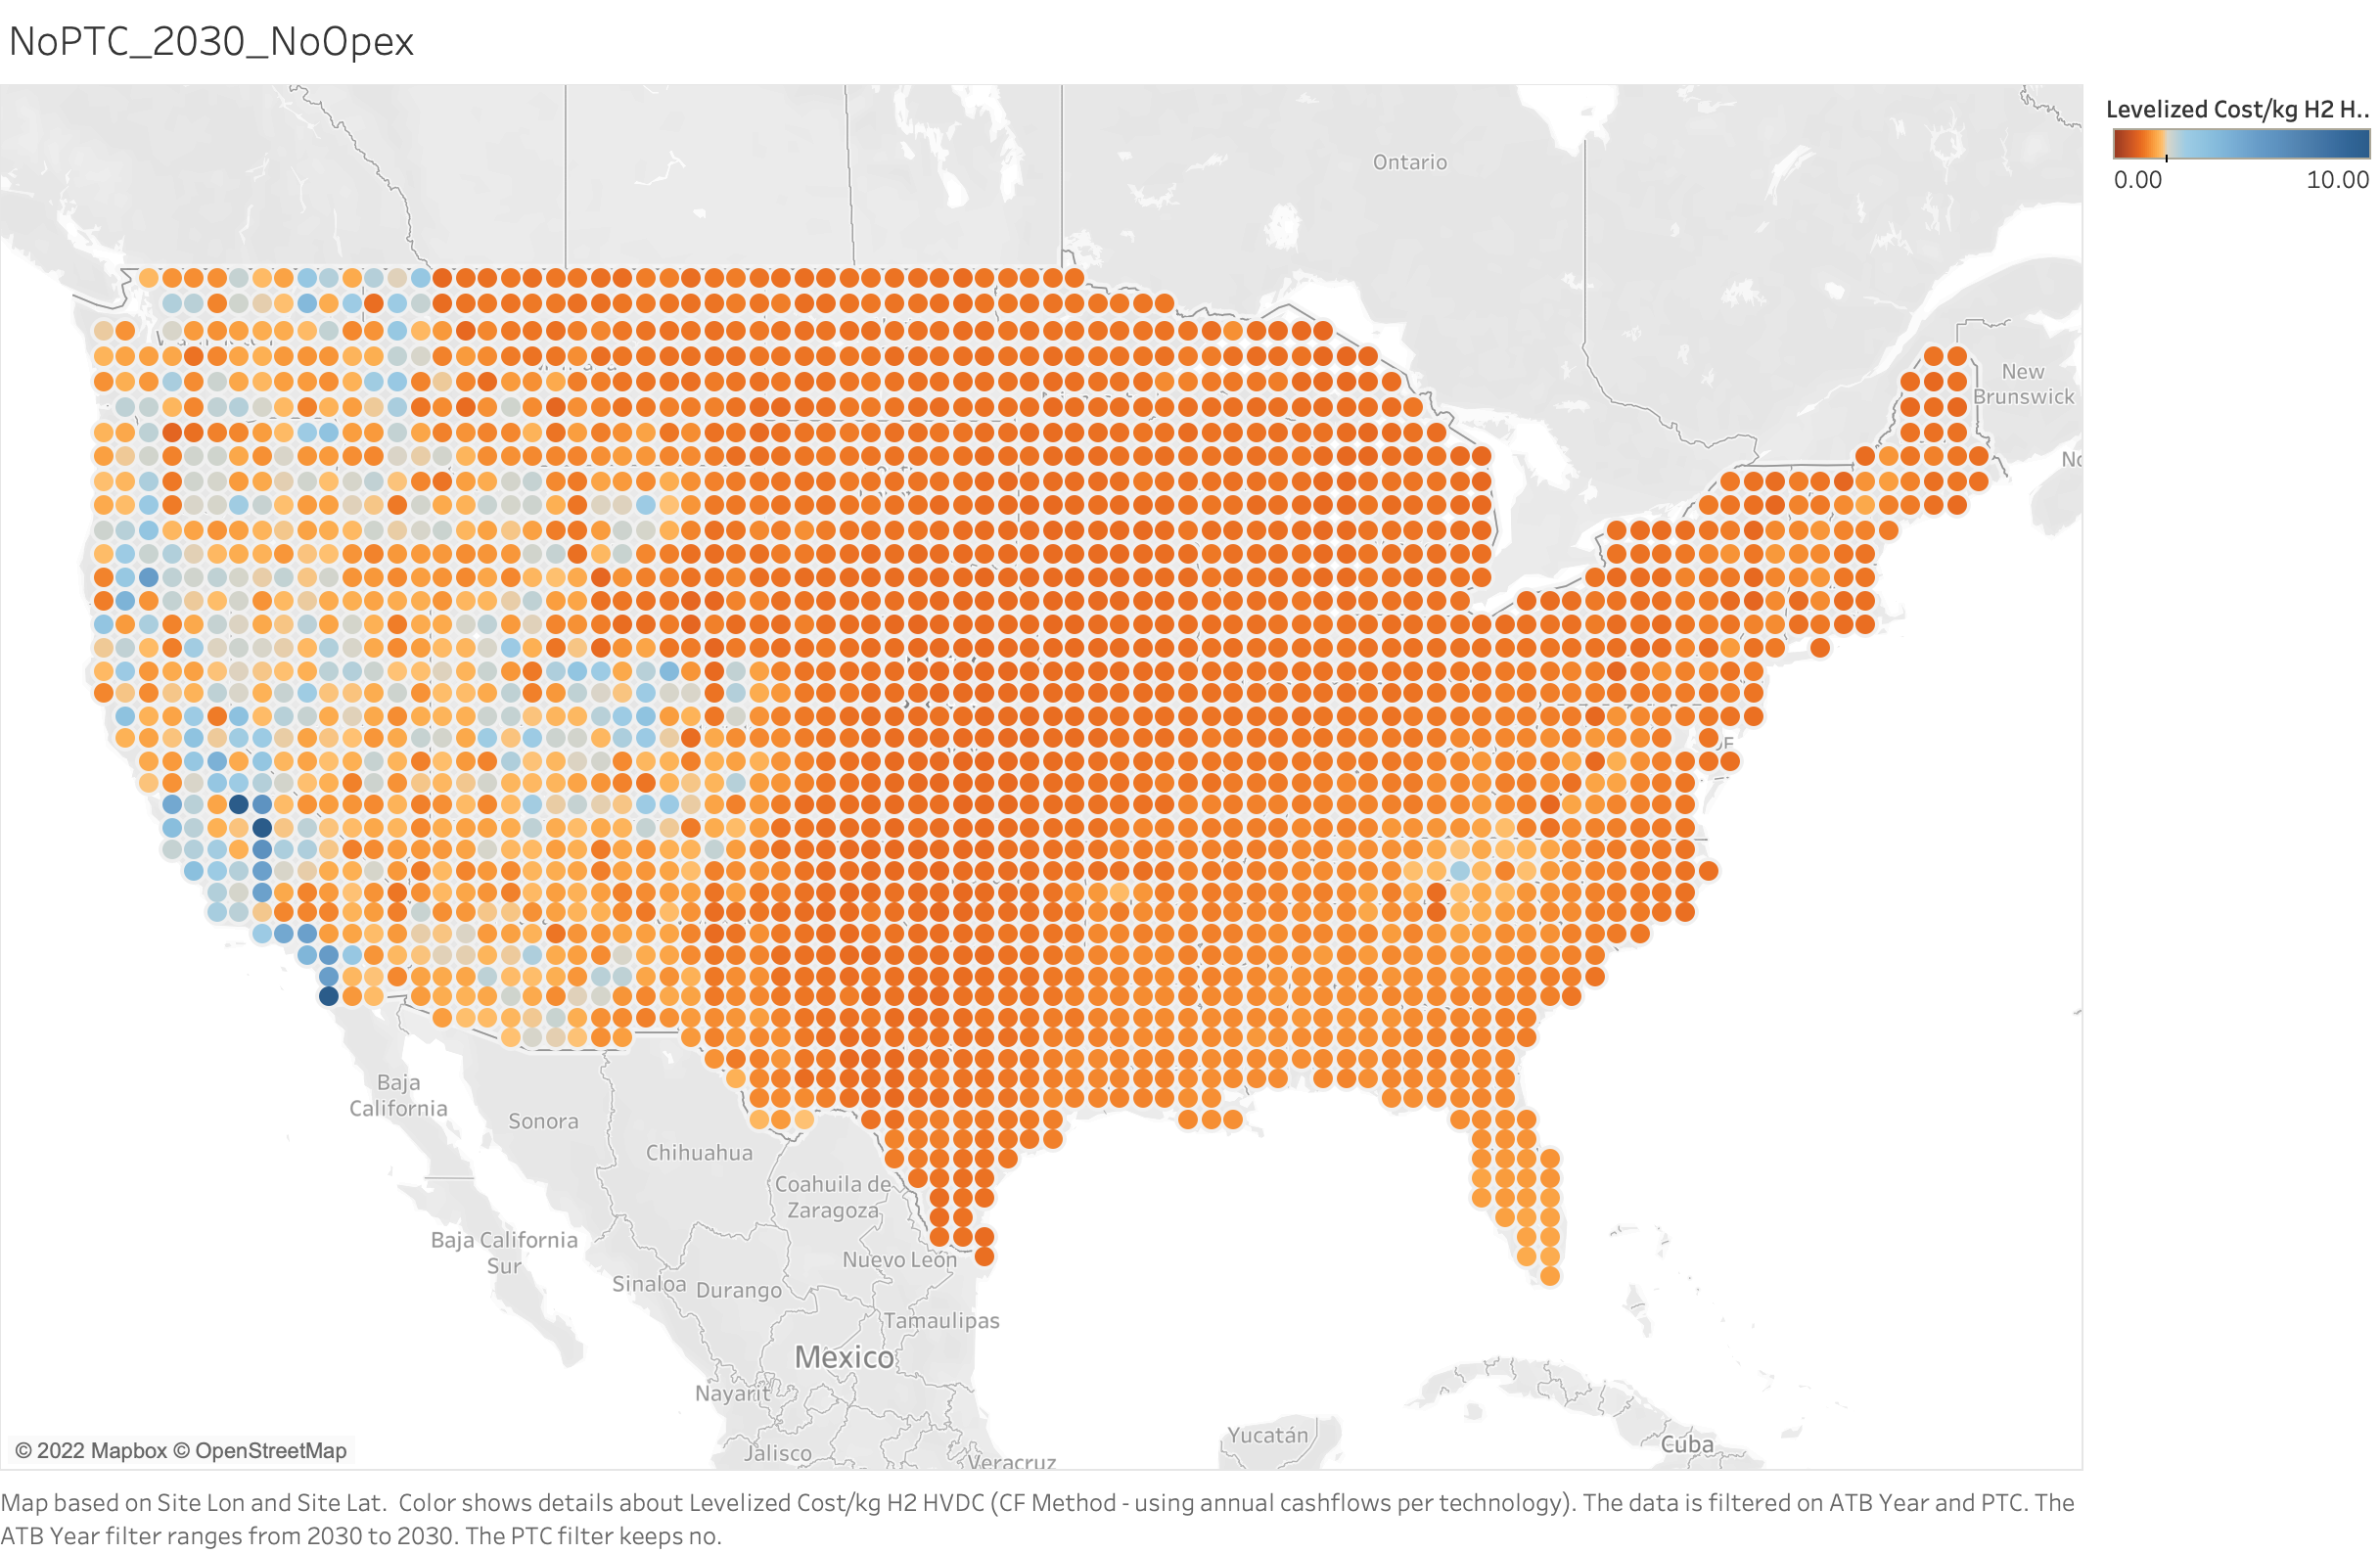 NoPTC_2030_NoOpex
Levelized Cost/kg H2 H..
0.00
10.00
Ontario
New
Brunswick
Baja
California
Sonora
Chihuahua
Coahuila de
Zaragoza
Baja California
Sur
Nuevo León
Sinaloa
Durango
Tamaulipas
Mexico
Nayarit
Jalisco
Veracruz
Yucatán
Cuba
© 2022 Mapbox © OpenStreetMap
Map based on Site Lon and Site Lat. Color shows details about Levelized Cost/kg H2 HVDC (CF Method - using annual cashflows per technology). The data is filtered on ATB Year and PTC. The
ATB Year filter ranges from 2030 to 2030. The PTC filter keeps no.